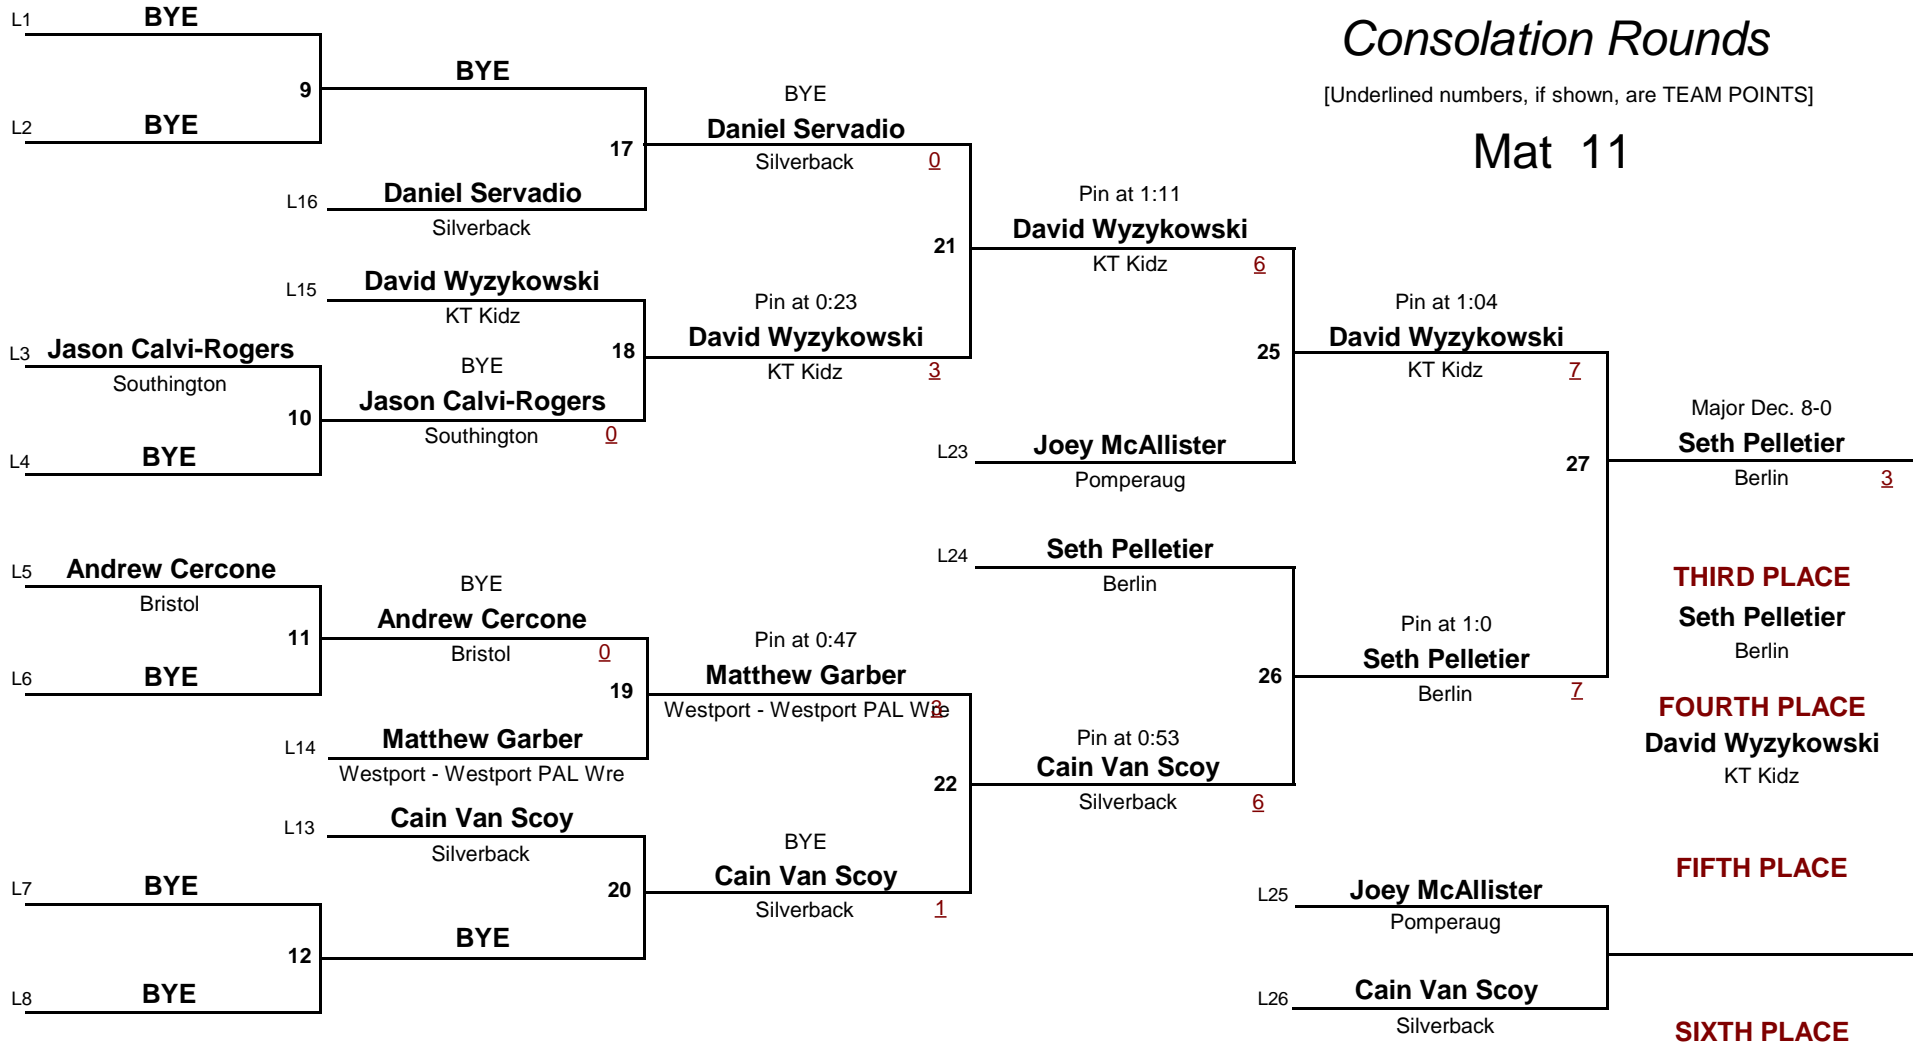 Consolation Rounds
[Underlined numbers, if shown, are TEAM POINTS]
Mat 11
L1 BYE
9
L2 BYE
BYE
17
L16 Daniel Servadio
Silverback
L15 David Wyzykowski
KT Kidz
18
L3 Jason Calvi-Rogers
Southington
10
L4 BYE
BYE
Jason Calvi-Rogers
Southington 0
BYE
Daniel Servadio
Silverback 0
21
Pin at 0:23
David Wyzykowski
KT Kidz 3
Pin at 1:11
David Wyzykowski
KT Kidz 6
25
L23 Joey McAllister
Pomperaug
Pin at 1:04
David Wyzykowski
KT Kidz 7
27
Major Dec. 8-0
Seth Pelletier
Berlin 3
L5 Andrew Cercone
Bristol
11
L6 BYE
BYE
Andrew Cercone
Bristol 0
19
L14 Matthew Garber
Westport - Westport PAL Wre
L13 Cain Van Scoy
Silverback
20
L7 BYE
12
L8 BYE
BYE
Pin at 0:47
Matthew Garber
Westport - Westport PAL Wre 3
22
BYE
Cain Van Scoy
Silverback 1
L24 Seth Pelletier
Berlin
26
Pin at 0:53
Cain Van Scoy
Silverback 6
Pin at 1:0
Seth Pelletier
Berlin 7
THIRD PLACE
Seth Pelletier
Berlin
FOURTH PLACE
David Wyzykowski
KT Kidz
FIFTH PLACE
L25 Joey McAllister
Pomperaug
L26 Cain Van Scoy
Silverback
SIXTH PLACE